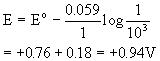 E = E° − 0.059/1 log 1/10³
= +0.76 + 0.18 = +0.94V